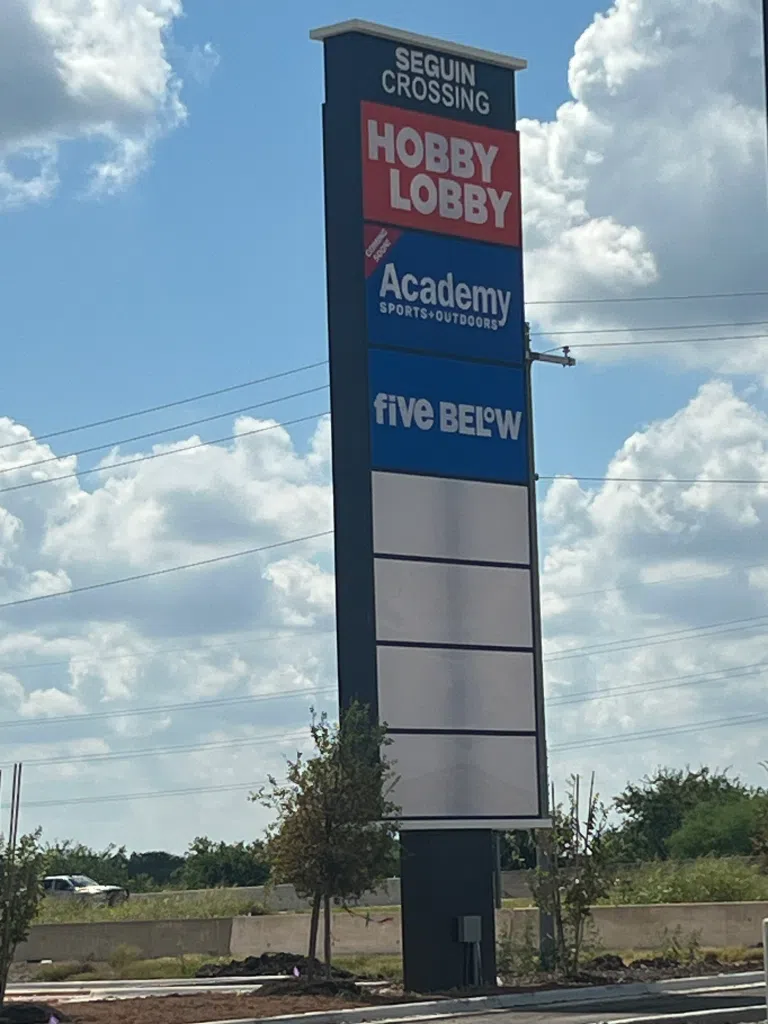 SEGUIN
CROSSING
HOBBY
LOBBY
COMING
SOON
Academy
SPORTS+OUTDOORS
five BELOW